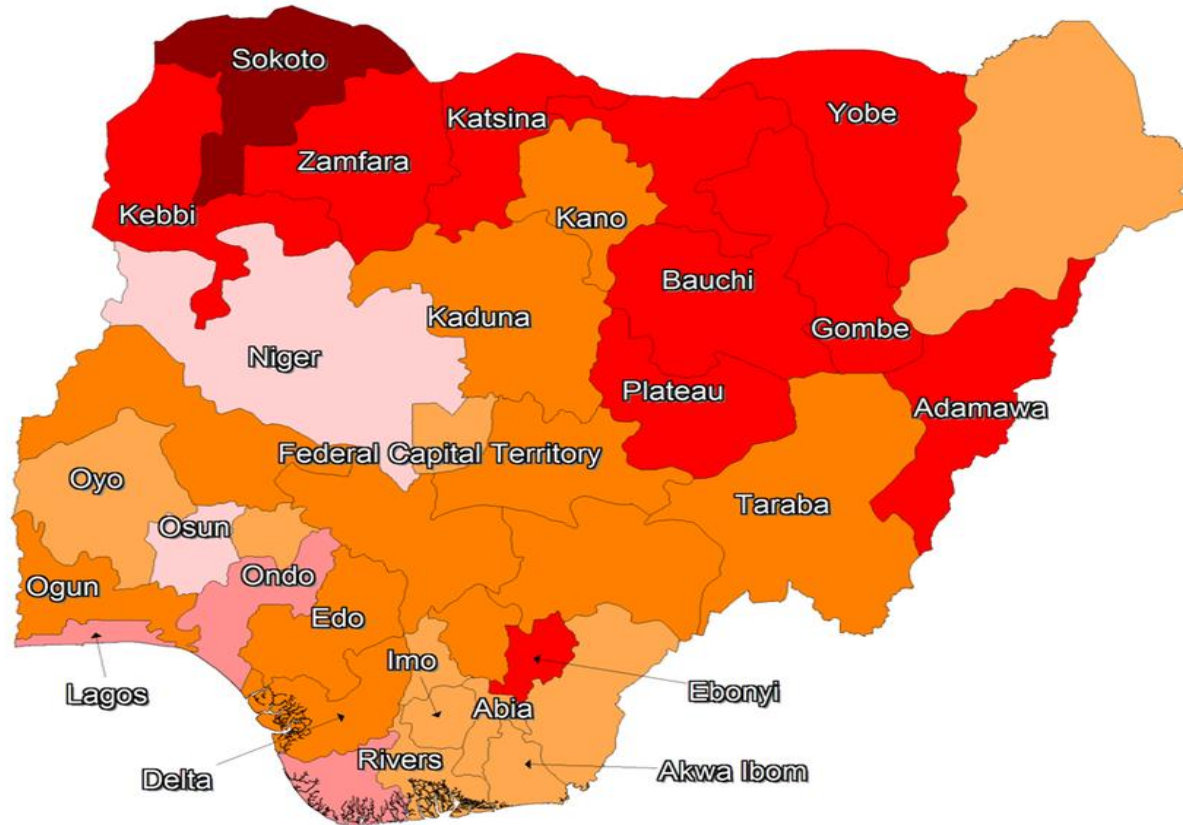 Sokoto
Katsina
Yobe
Zamfara
Kebbi
Kano
Bauchi
Kaduna
Gombe
Niger
Plateau
Adamawa
Federal Capital Territory
Oyo
Taraba
Osun
Ogun
Ondo
Edo
Imo
Lagos
Ebonyi
Abia
Rivers
Delta
Akwa Ibom